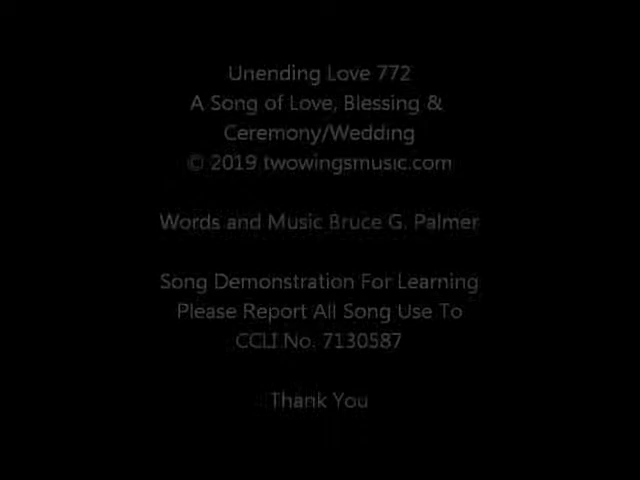 Unending Love 772
A Song of Love, Blessing &
Ceremony/Wedding
© 2019 twowingsmusic.com
Words and Music Bruce G. Palmer
Song Demonstration For Learning
Please Report All Song Use To
CCLI No. 7130587
Thank You